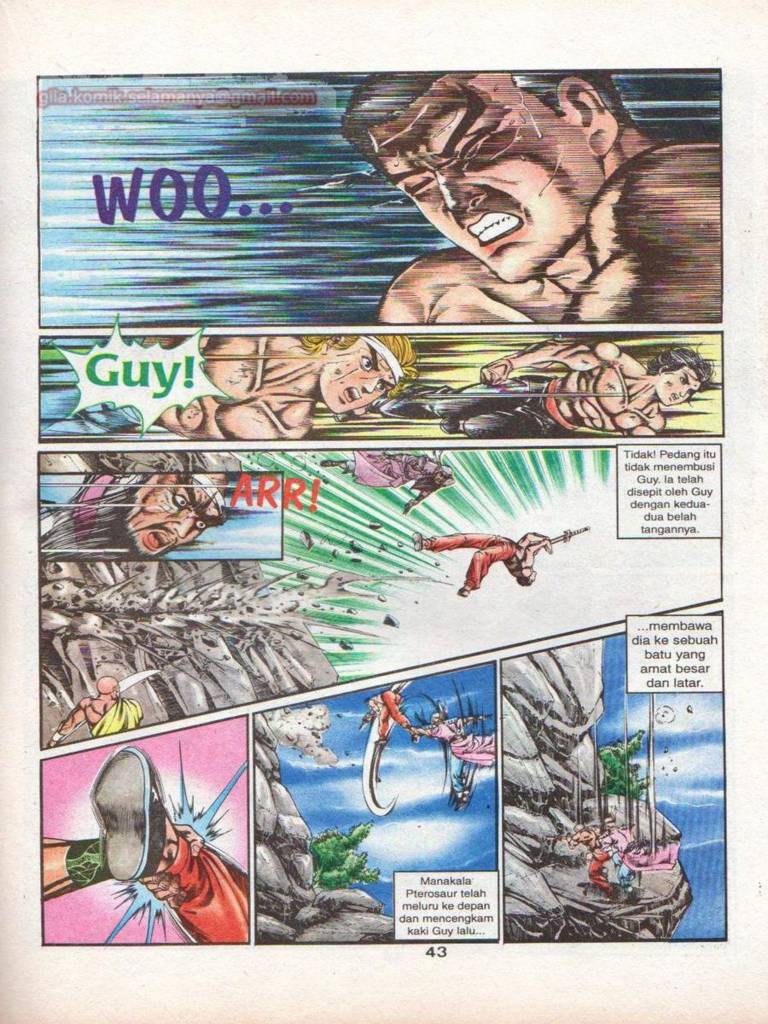 gila.komik.selamanya@gmail.com
WOO...
Guy!
ARR!
Tidak! Pedang itu
tidak menembusi
Guy. Ia telah
disepit oleh Guy
dengan kedua-
dua belah
tangannya.
Manakala
Pterosaur telah
meluru ke depan
dan mencengkam
kaki Guy lalu...
...membawa
dia ke sebuah
batu yang
amat besar
dan latar.
43